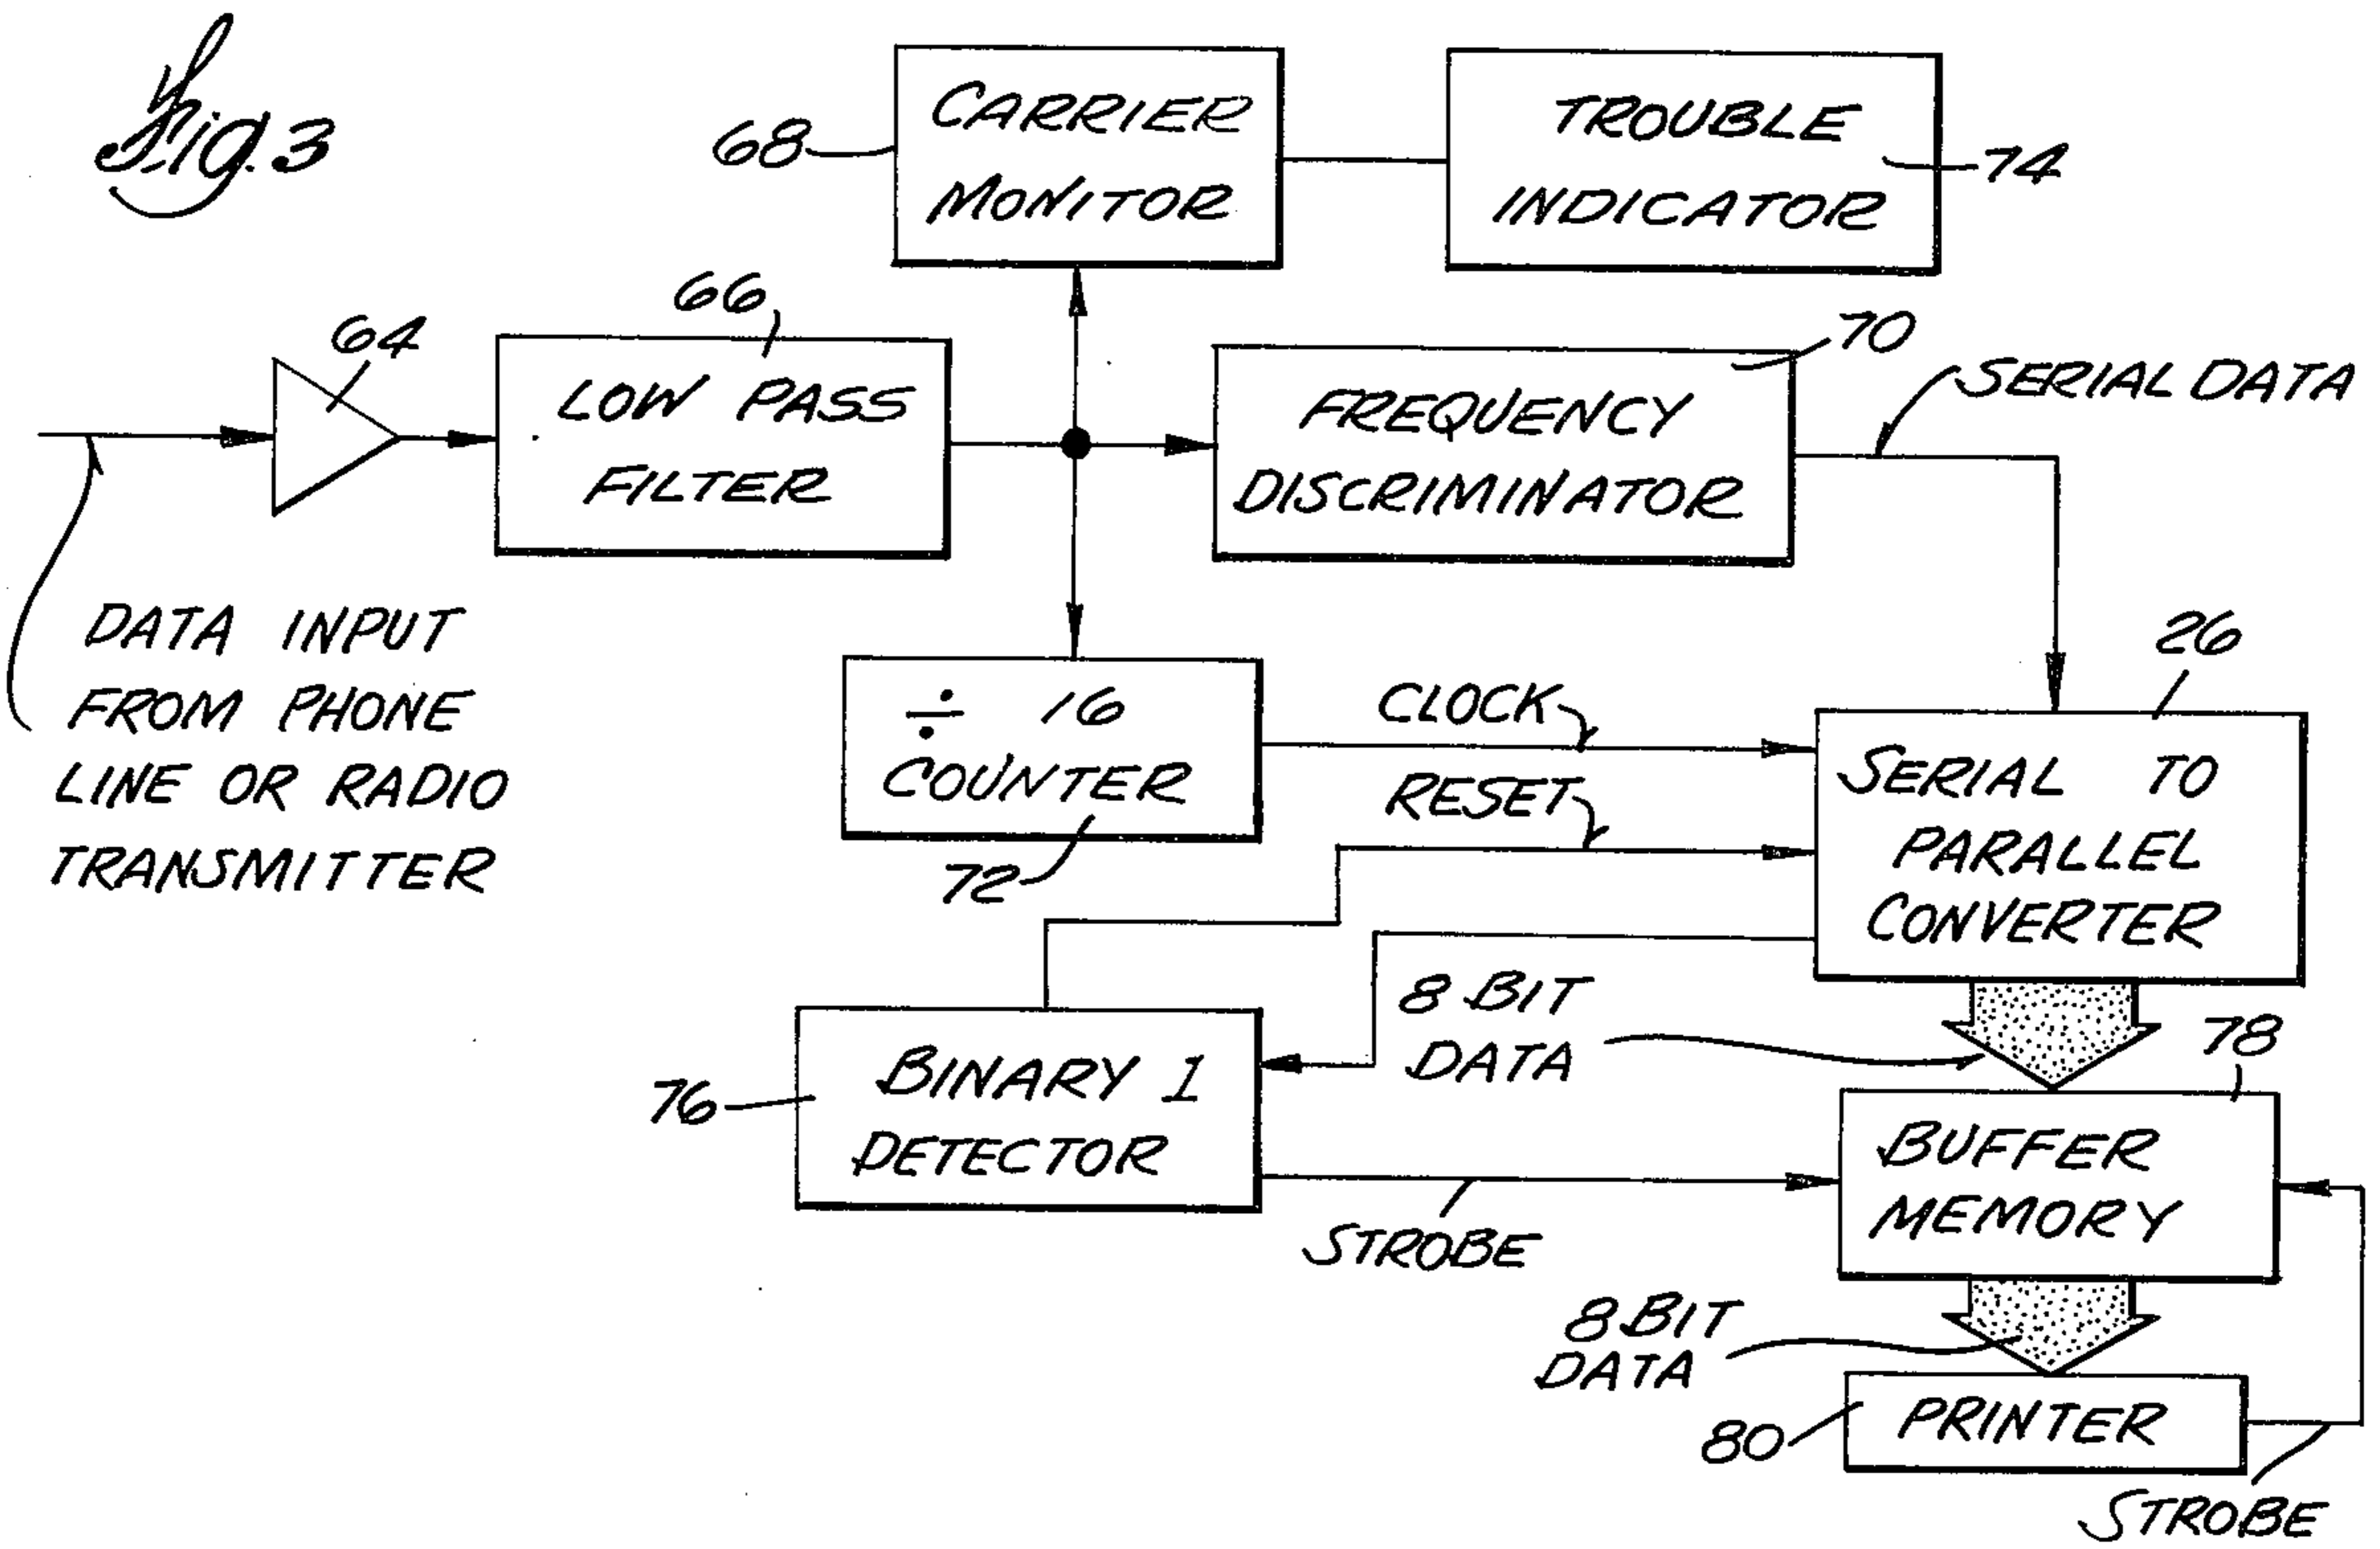 Fig. 3
68
CARRIER
MONITOR
TROUBLE
INDICATOR
74
64
66
LOW PASS
FILTER
70
FREQUENCY
DISCRIMINATOR
SERIAL DATA
DATA INPUT
FROM PHONE
LINE OR RADIO
TRANSMITTER
÷ 16
COUNTER
72
CLOCK
RESET
26
SERIAL TO
PARALLEL
CONVERTER
8 BIT
DATA
76
BINARY 1
DETECTOR
STROBE
78
BUFFER
MEMORY
8 BIT
DATA
80
PRINTER
STROBE